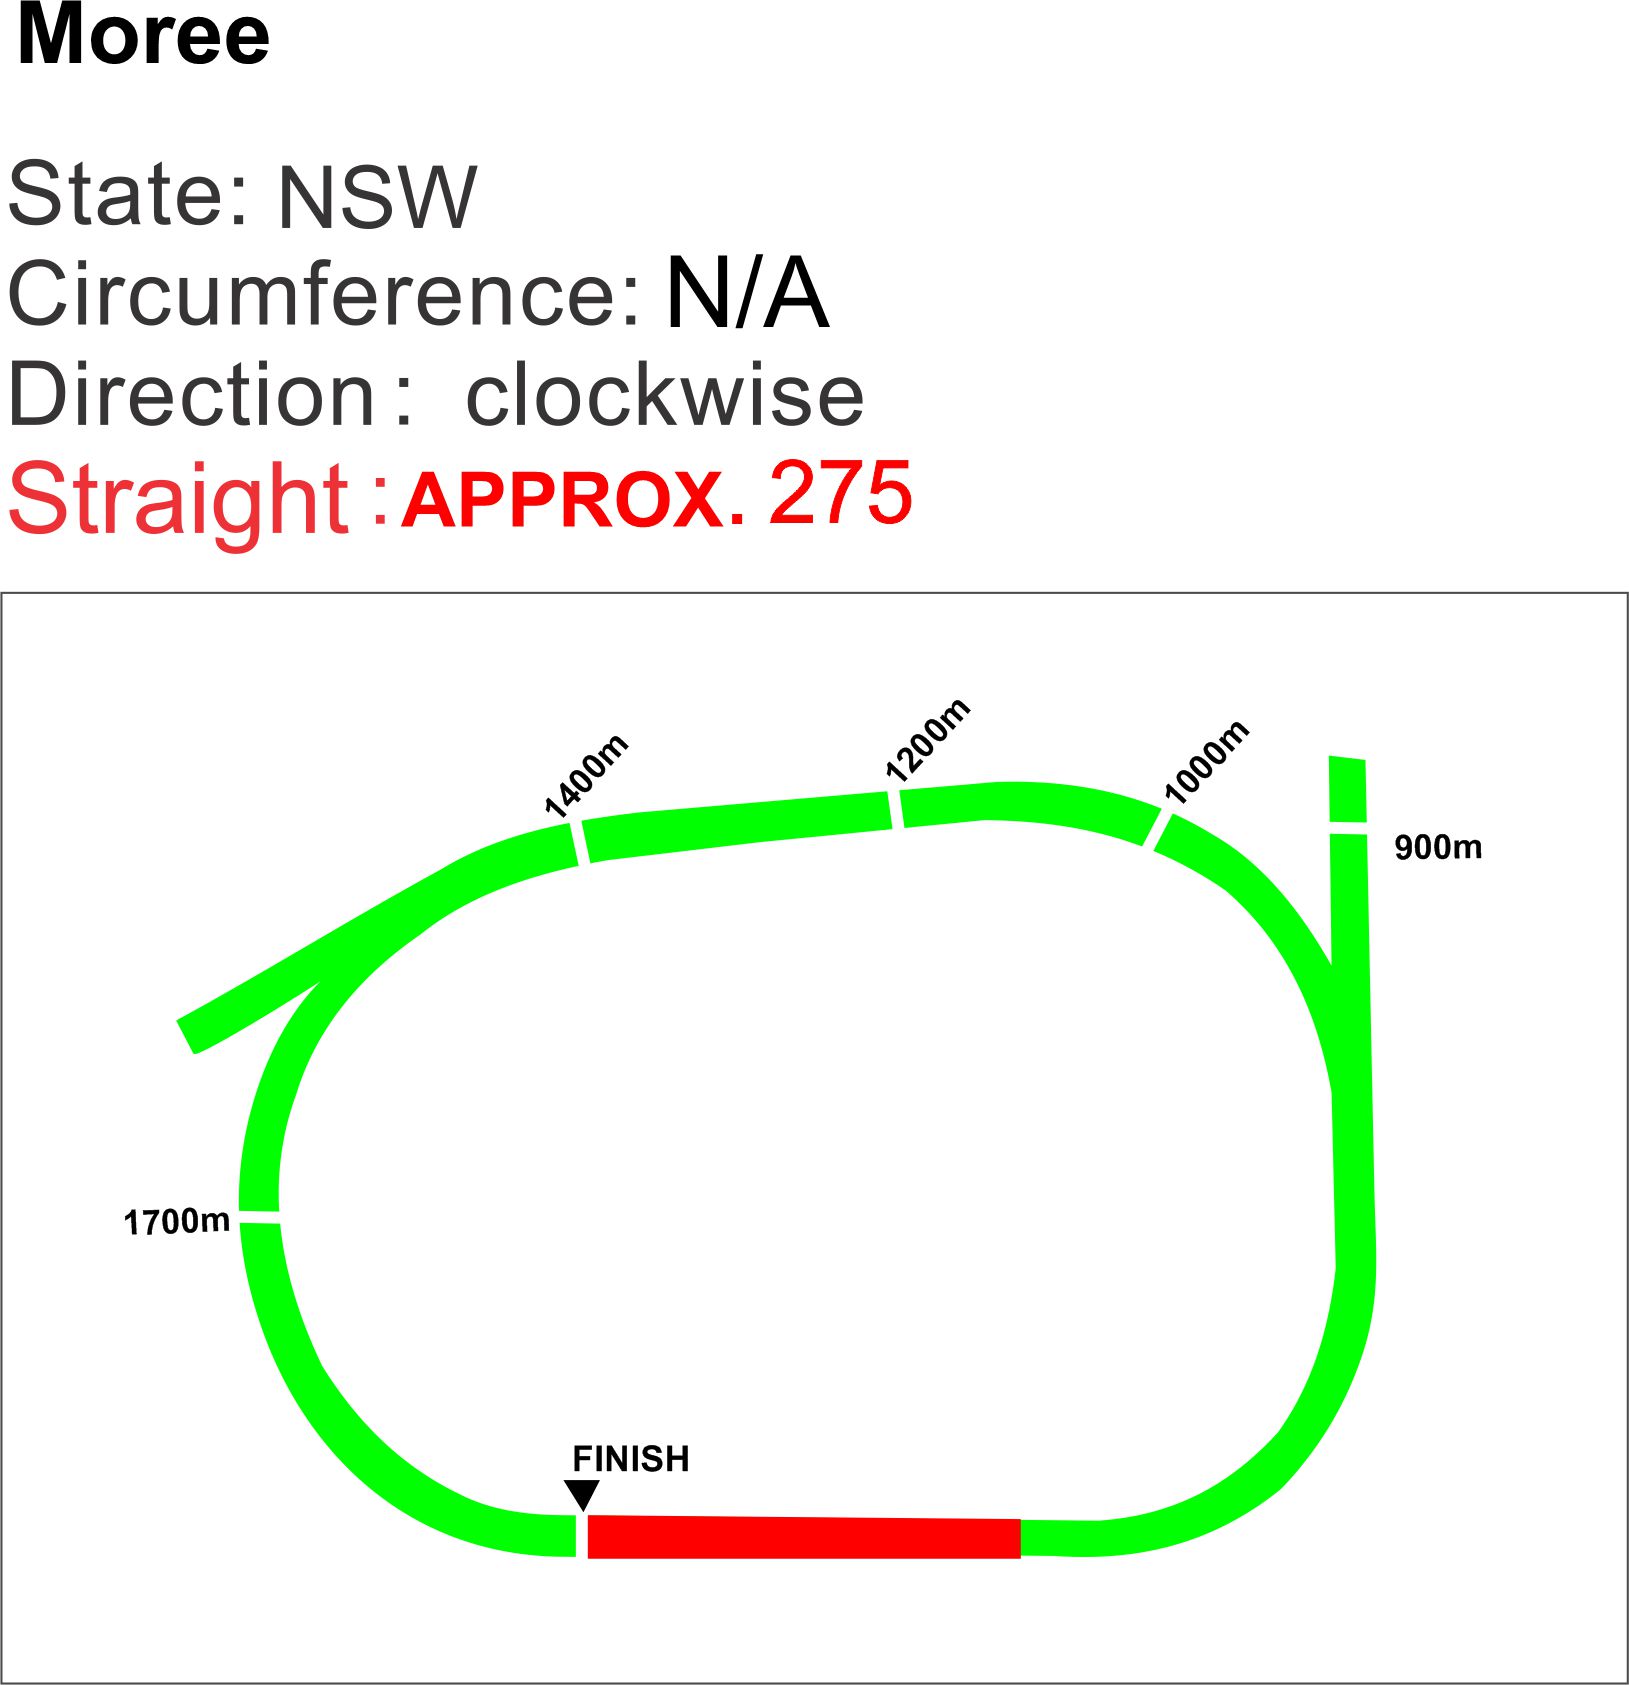 Moree
State: NSW
Circumference: N/A
Direction : clockwise
Straight : APPROX. 275
1400m
1200m
1000m
900m
1700m
FINISH